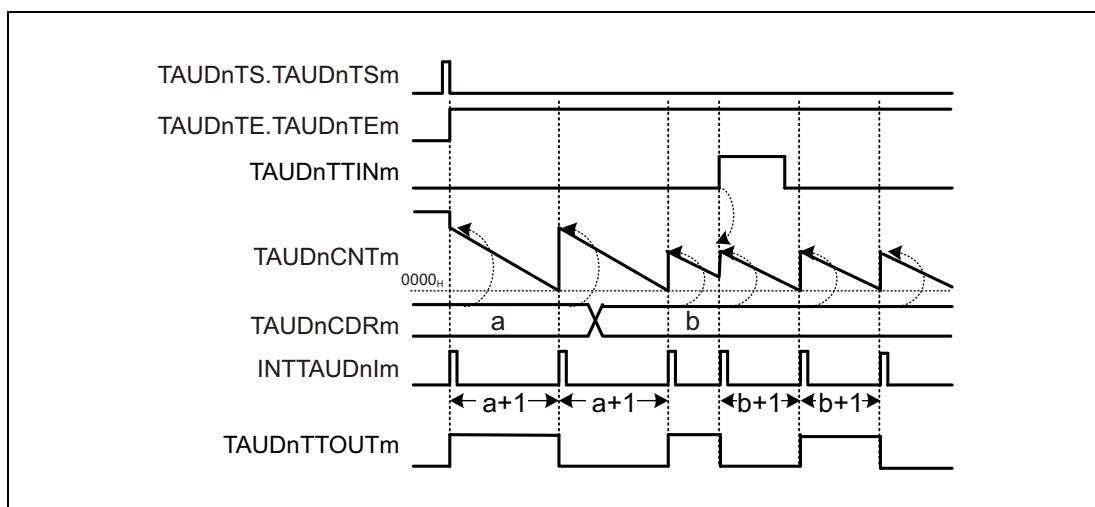 TAUDnTS.TAUDnTSm
TAUDnTE.TAUDnTEm
TAUDnTTINm
TAUDnCNTm
0000H
TAUDnCDRm
a
b
INTTAUDnIm
a+1
a+1
b+1
b+1
TAUDnTTOUTm